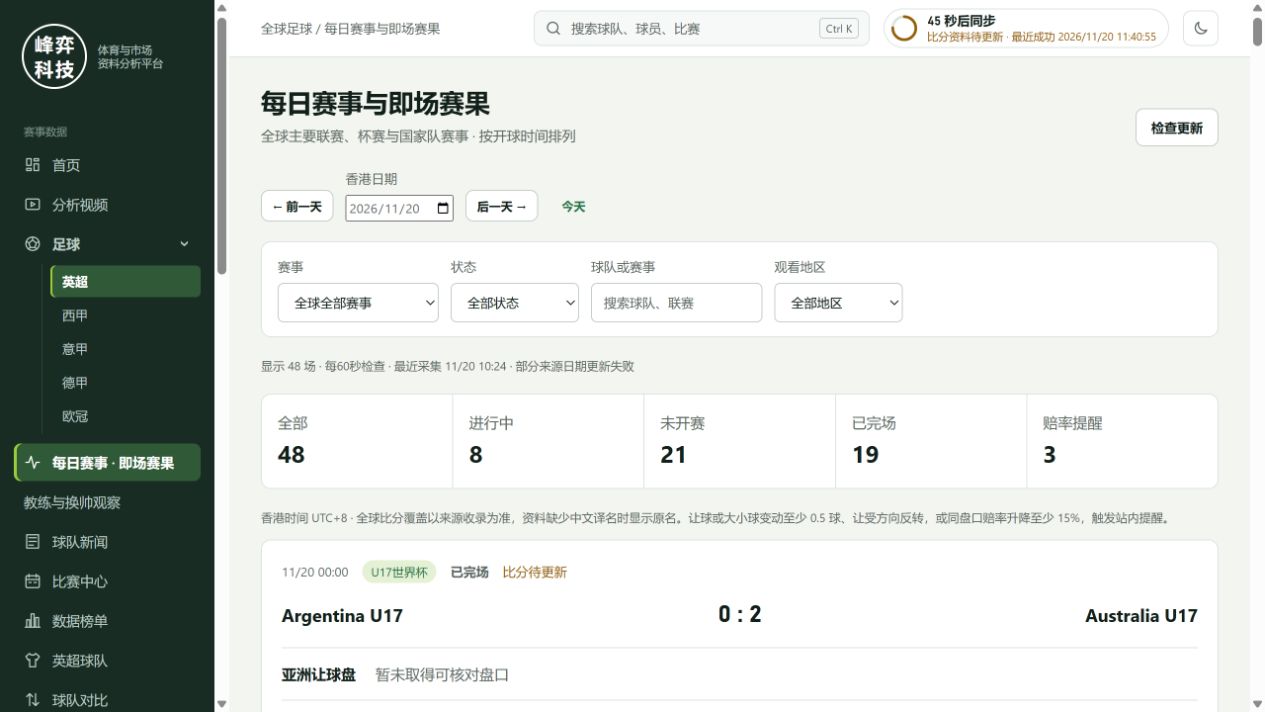 峰弈
科技
体育与市场
资料分析平台
赛事数据
首页
分析视频
足球
英超
西甲
意甲
德甲
欧冠
每日赛事 · 即场赛果
教练与换帅观察
球队新闻
比赛中心
数据榜单
英超球队
球队对比
全球足球 / 每日赛事与即场赛果
搜索球队、球员、比赛
Ctrl K
45 秒后同步
比分资料待更新 · 最近成功 2026/11/20 11:40:55
每日赛事与即场赛果
全球主要联赛、杯赛与国家队赛事 · 按开球时间排列
检查更新
香港日期
← 前一天
2026/11/20
后一天 →
今天
赛事
状态
球队或赛事
观看地区
全球全部赛事
全部状态
搜索球队、联赛
全部地区
显示 48 场 · 每60秒检查 · 最近采集 11/20 10:24 · 部分来源日期更新失败
全部
48
进行中
8
未开赛
21
已完场
19
赔率提醒
3
香港时间 UTC+8 · 全球比分覆盖以来源收录为准，资料缺少中文译名时显示原名。让球或大小球变动至少 0.5 球、让受方向反转，或同盘口赔率升降至少 15%，触发站内提醒。
11/20 00:00
U17世界杯
已完场
比分待更新
Argentina U17
0 : 2
Australia U17
亚洲让球盘
暂未取得可核对盘口